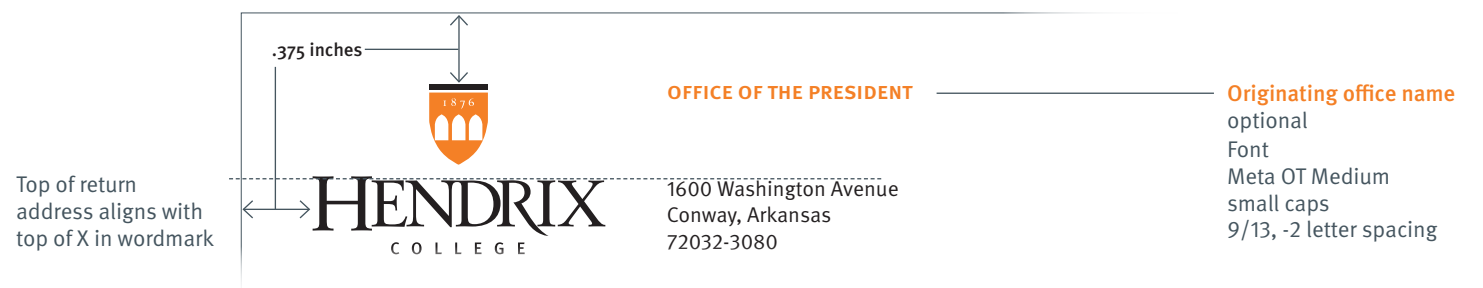 .375 inches
1876
OFFICE OF THE PRESIDENT
Originating office name
optional
Font
Meta OT Medium
small caps
9/13, -2 letter spacing
Top of return
address aligns with
top of X in wordmark
HENDRIX
COLLEGE
1600 Washington Avenue
Conway, Arkansas
72032-3080